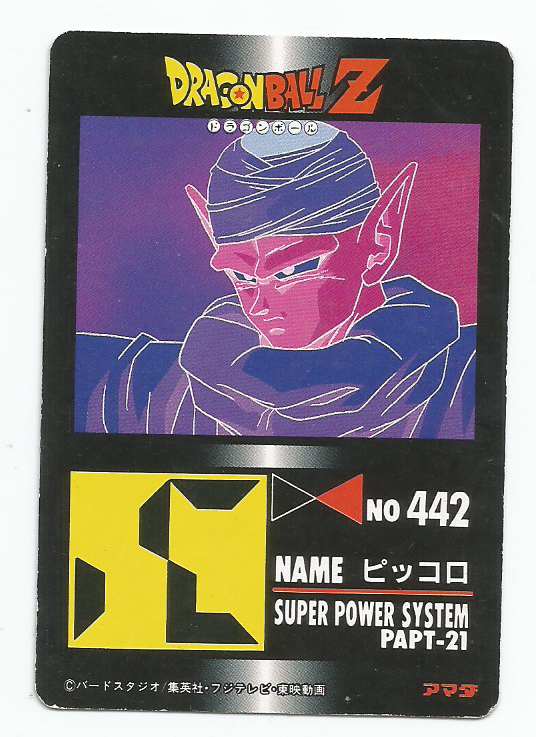 DRAGONBALL Z
ドラゴンボール
NO 442
NAME ピッコロ
SUPER POWER SYSTEM
PAPT-21
©バードスタジオ/集英社・フジテレビ・東映動画
アマダ